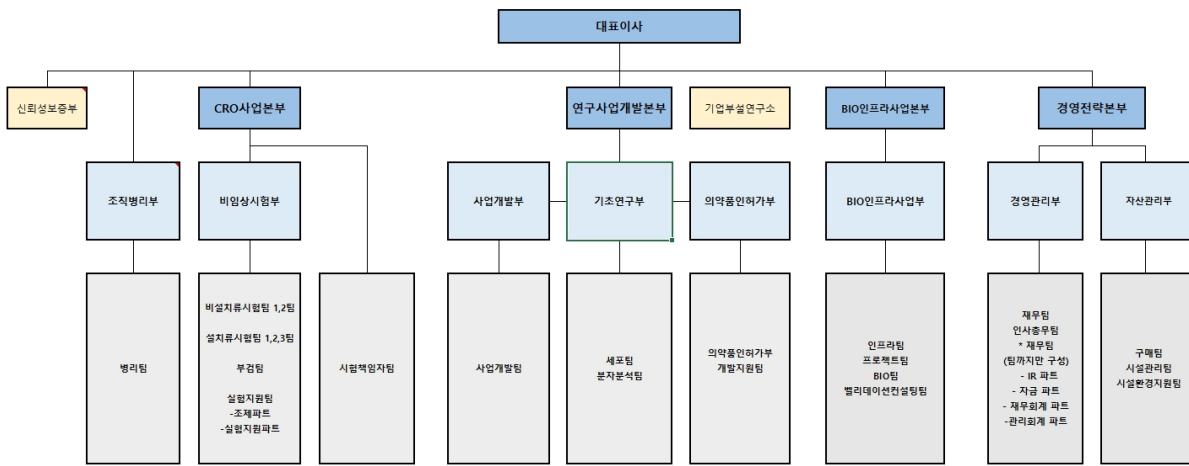 대표이사
신뢰성보증부
CRO사업본부
연구사업개발본부
기업부설연구소
BIO인프라사업본부
경영전략본부
조직병리부
비임상시험부
사업개발부
기초연구부
의약품인허가부
BIO인프라사업부
경영관리부
자산관리부
병리팀
비설치류시험팀 1,2팀
설치류시험팀 1,2,3팀
부검팀
실험지원팀
-조제파트
-실험지원파트
시험책임자팀
사업개발팀
세포팀
분자분석팀
의약품인허가부
개발지원팀
인프라팀
프로젝트팀
BIO팀
벨리데이션컨설팅팀
재무팀
인사총무팀
* 재무팀
(팀까지만 구성)
- IR 파트
- 자금 파트
- 재무회계 파트
-관리회계 파트
구매팀
시설관리팀
시설환경지원팀